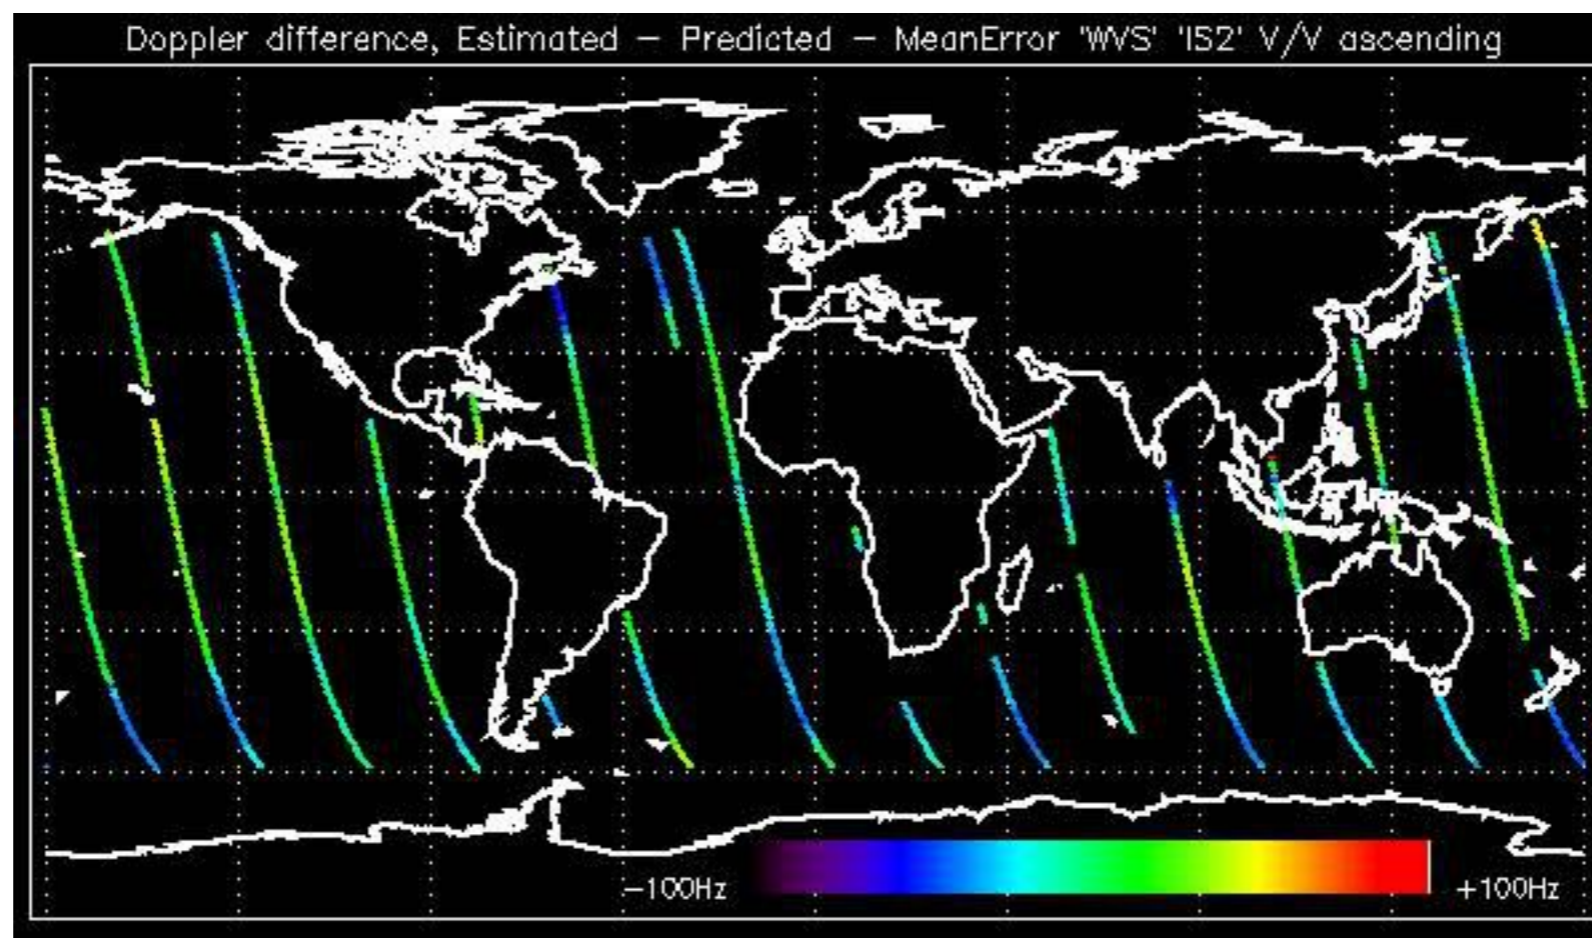 Doppler difference, Estimated – Predicted – MeanError 'WVS' 'IS2' V/V ascending
–100Hz
+100Hz